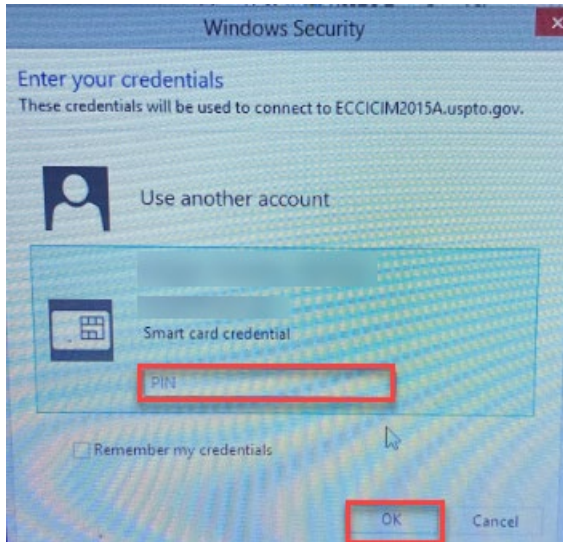 Windows Security
Enter your credentials
These credentials will be used to connect to ECCICIM2015A.uspto.gov.
Use another account
Smart card credential
PIN
Remember my credentials
OK
Cancel